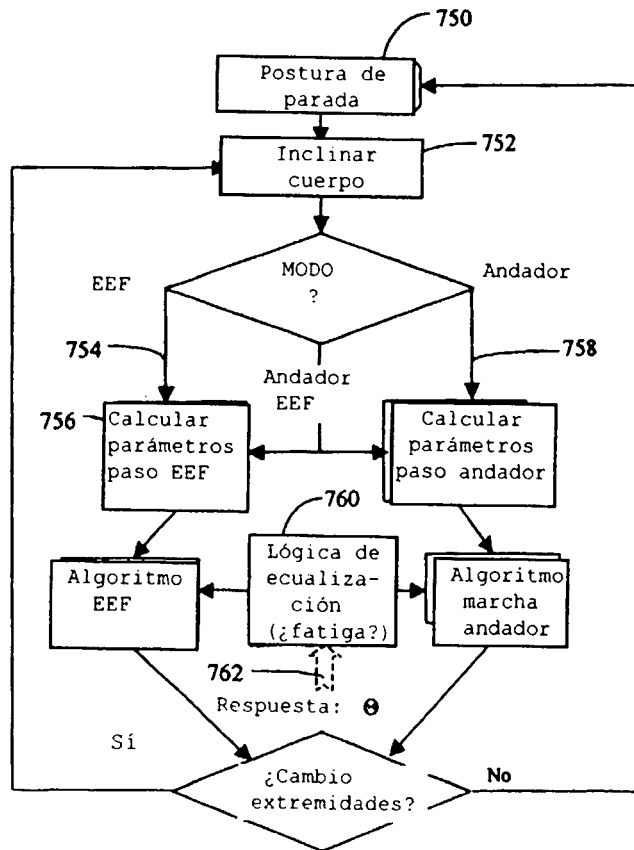 750
Postura de
parada
752
Inclinar
cuerpo
MODO
?
EEF
Andador
754
758
Andador
EEF
756
Calcular
parámetros
paso EEF
Calcular
parámetros
paso andador
760
Algoritmo
EEF
Lógica de
ecualiza-
ción
(¿fatiga?)
Algoritmo
marcha
andador
762
Respuesta: Θ
Sí
¿Cambio
extremidades?
No